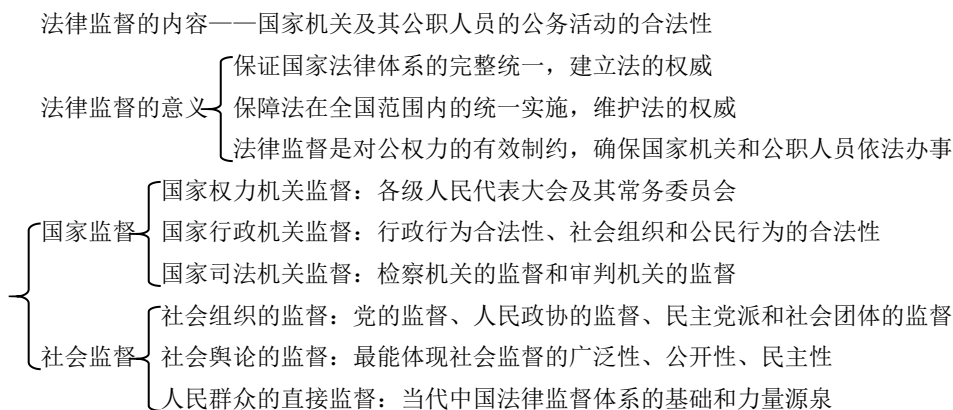 法律监督的内容——国家机关及其公职人员的公务活动的合法性
保证国家法律体系的完整统一，建立法的权威
法律监督的意义
保障法在全国范围内的统一实施，维护法的权威
法律监督是对公权力的有效制约，确保国家机关和公职人员依法办事
国家权力机关监督：各级人民代表大会及其常务委员会
国家监督
国家行政机关监督：行政行为合法性、社会组织和公民行为的合法性
国家司法机关监督：检察机关的监督和审判机关的监督
社会组织的监督：党的监督、人民政协的监督、民主党派和社会团体的监督
社会监督
社会舆论的监督：最能体现社会监督的广泛性、公开性、民主性
人民群众的直接监督：当代中国法律监督体系的基础和力量源泉